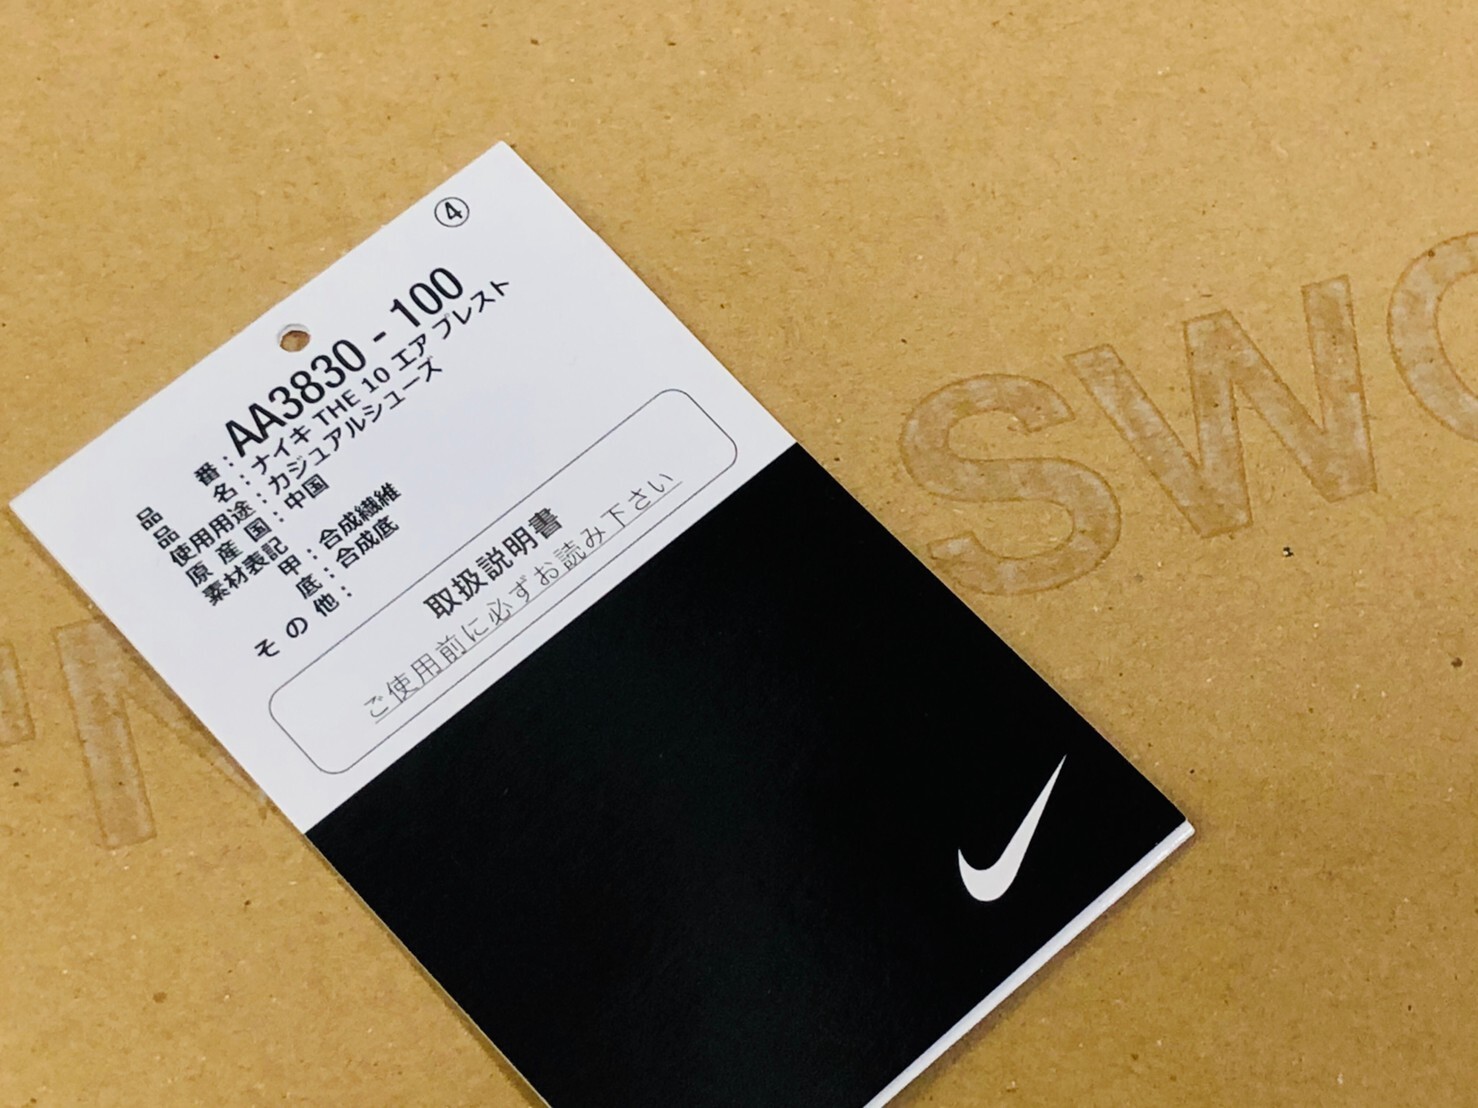 ④
品 番：AA3830 - 100
品 名：ナイキ THE 10 エア プレスト
使用用途：カジュアルシューズ
原 産 国：中国
素材表記 甲：合成繊維
底：合成底
そ の 他：
取扱説明書
ご使用前に必ずお読み下さい
SWO